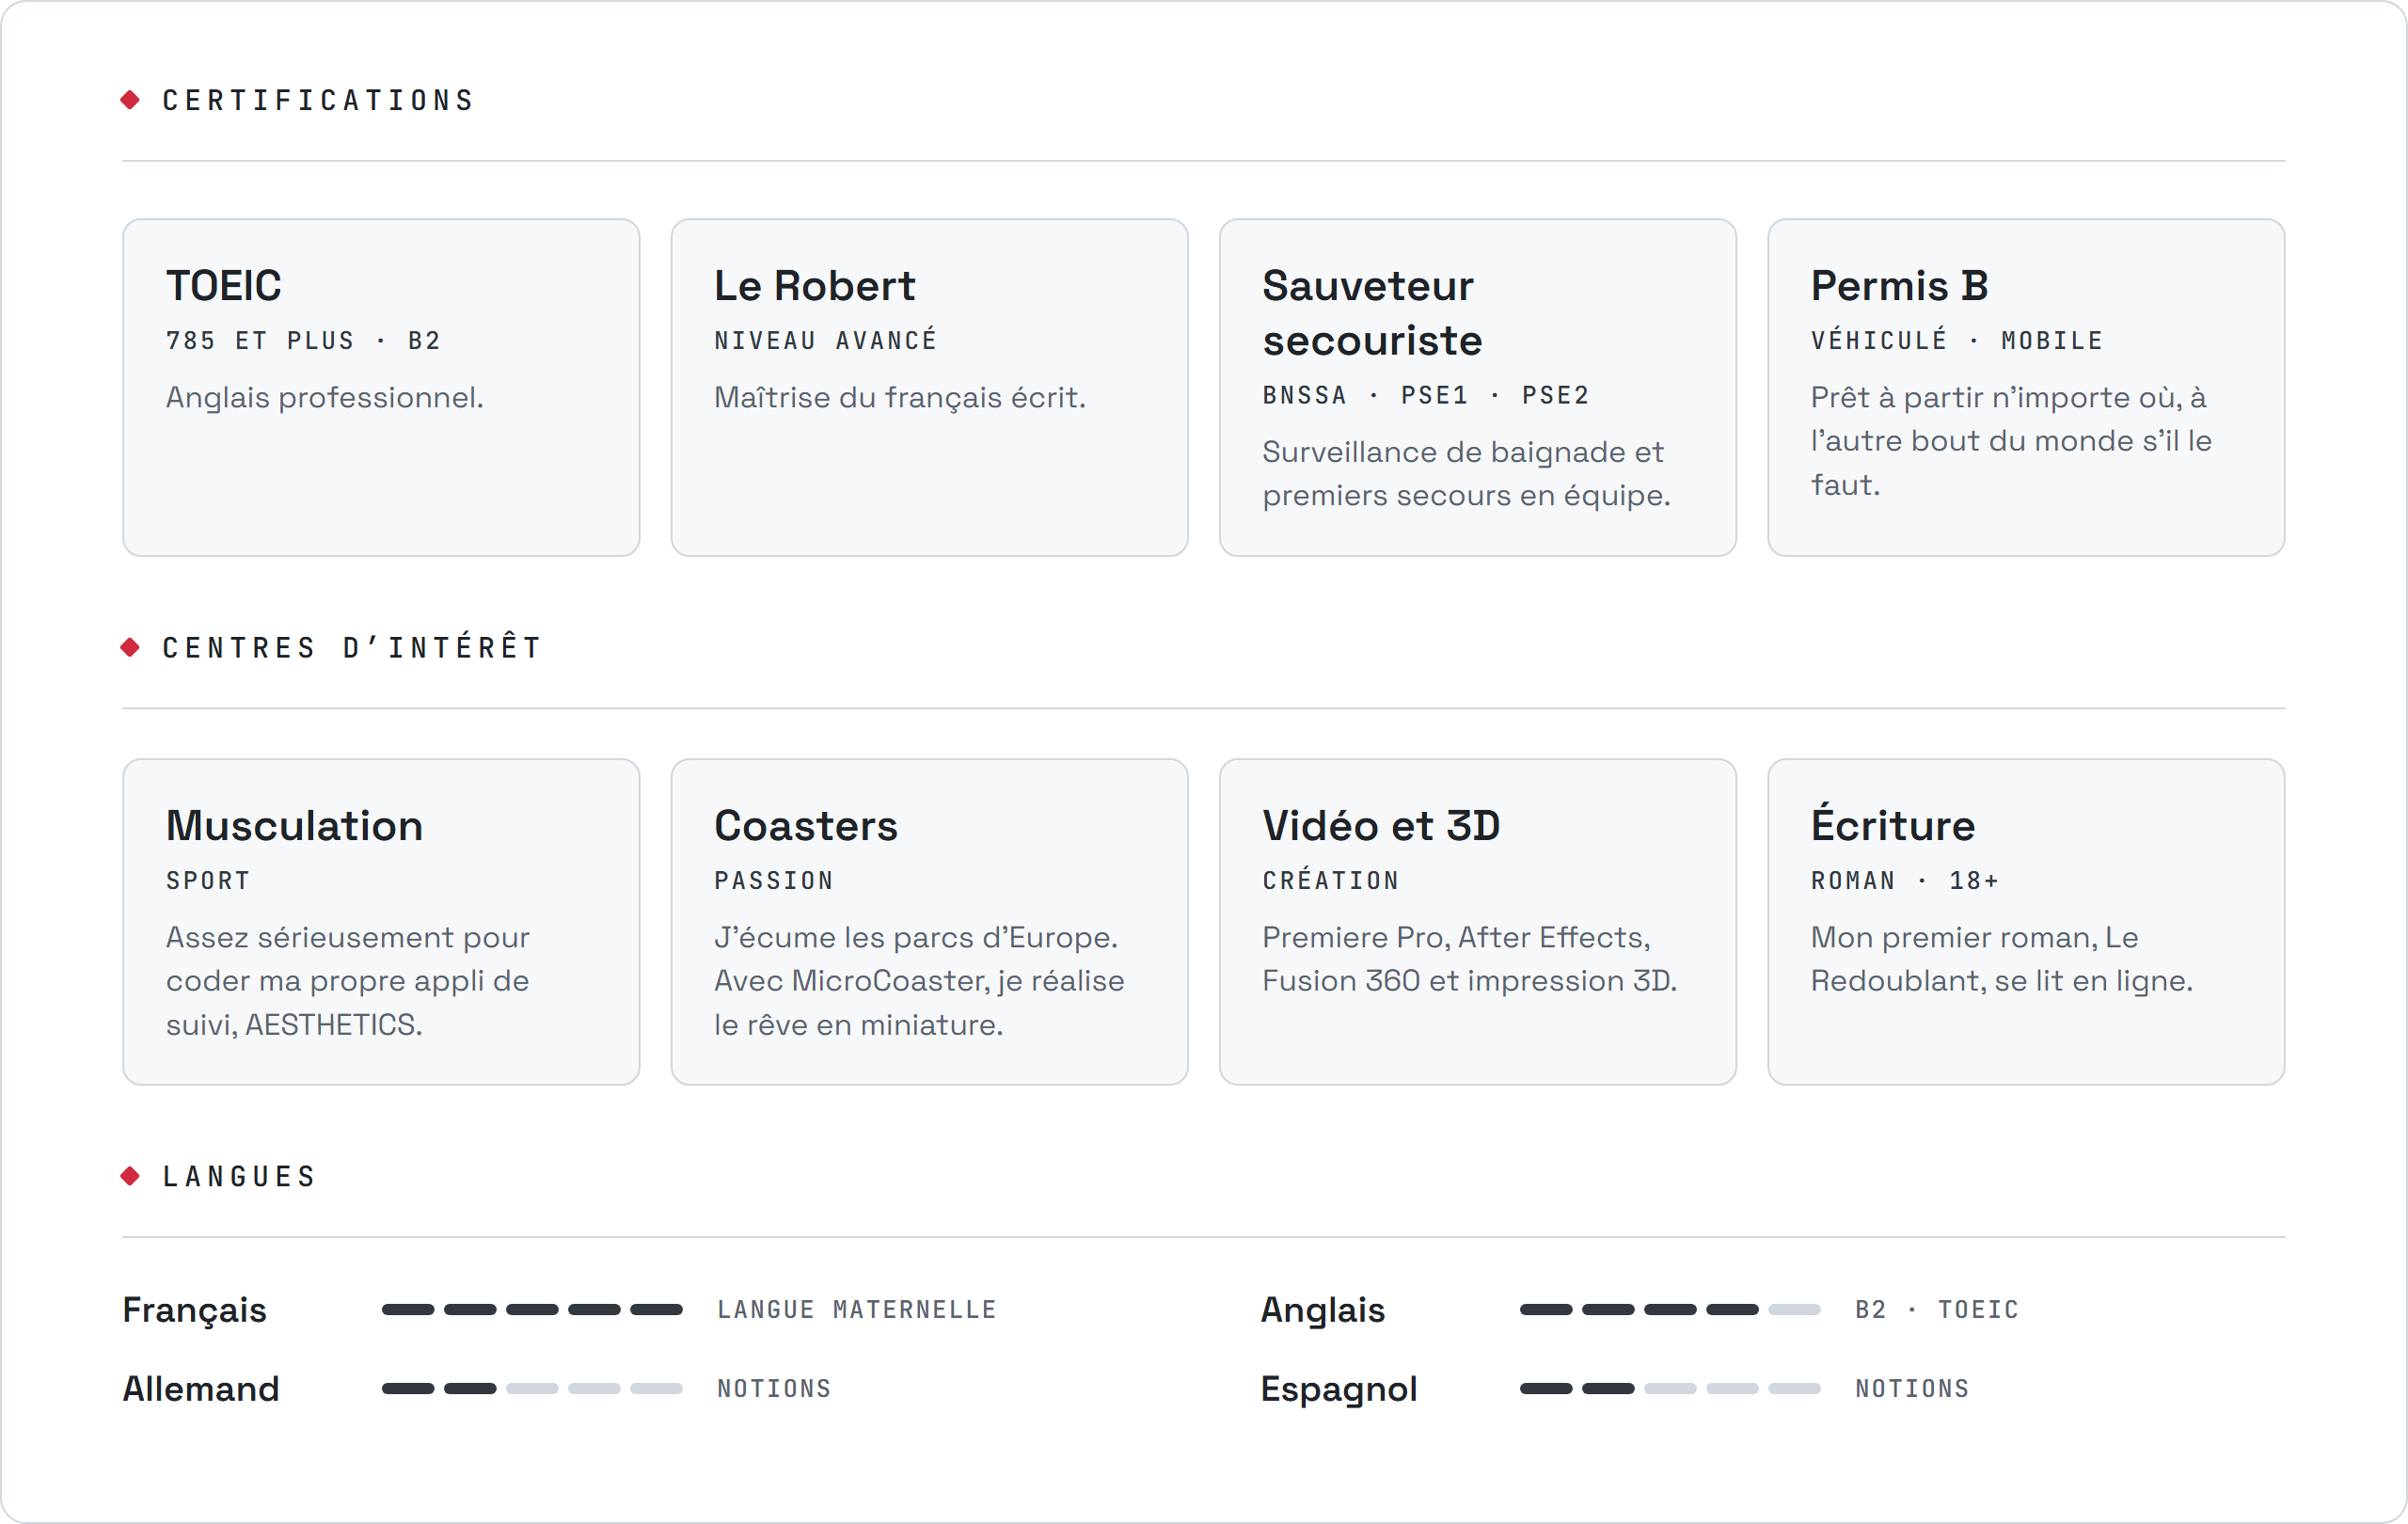 CERTIFICATIONS
TOEIC
785 ET PLUS · B2
Anglais professionnel.
Le Robert
NIVEAU AVANCÉ
Maîtrise du français écrit.
Sauveteur
secouriste
BNSSA · PSE1 · PSE2
Surveillance de baignade et
premiers secours en équipe.
Permis B
VÉHICULÉ · MOBILE
Prêt à partir n’importe où, à
l’autre bout du monde s’il le
faut.
CENTRES D’INTÉRÊT
Musculation
SPORT
Assez sérieusement pour
coder ma propre appli de
suivi, AESTHETICS.
Coasters
PASSION
J’écume les parcs d’Europe.
Avec MicroCoaster, je réalise
le rêve en miniature.
Vidéo et 3D
CRÉATION
Premiere Pro, After Effects,
Fusion 360 et impression 3D.
Écriture
ROMAN · 18+
Mon premier roman, Le
Redoublant, se lit en ligne.
LANGUES
Français LANGUE MATERNELLE
Anglais B2 · TOEIC
Allemand NOTIONS
Espagnol NOTIONS